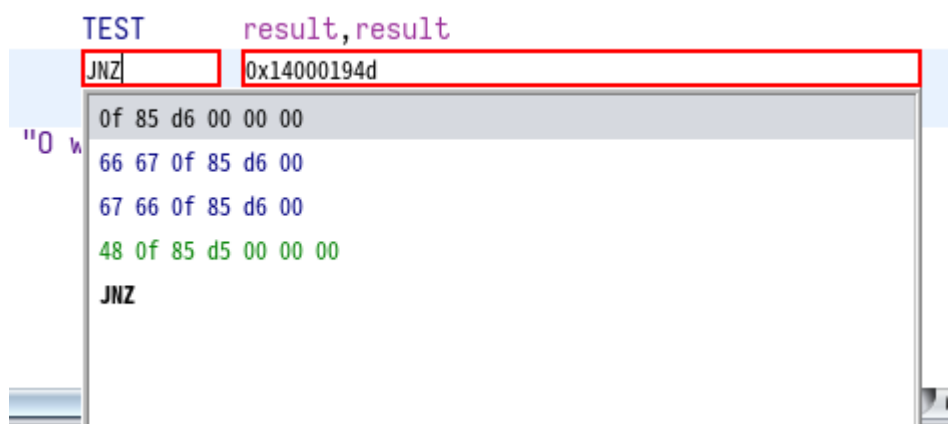 TEST result,result
JNZ 0x14000194d
0f 85 d6 00 00 00
"0 w
66 67 0f 85 d6 00
67 66 0f 85 d6 00
48 0f 85 d5 00 00 00
JNZ